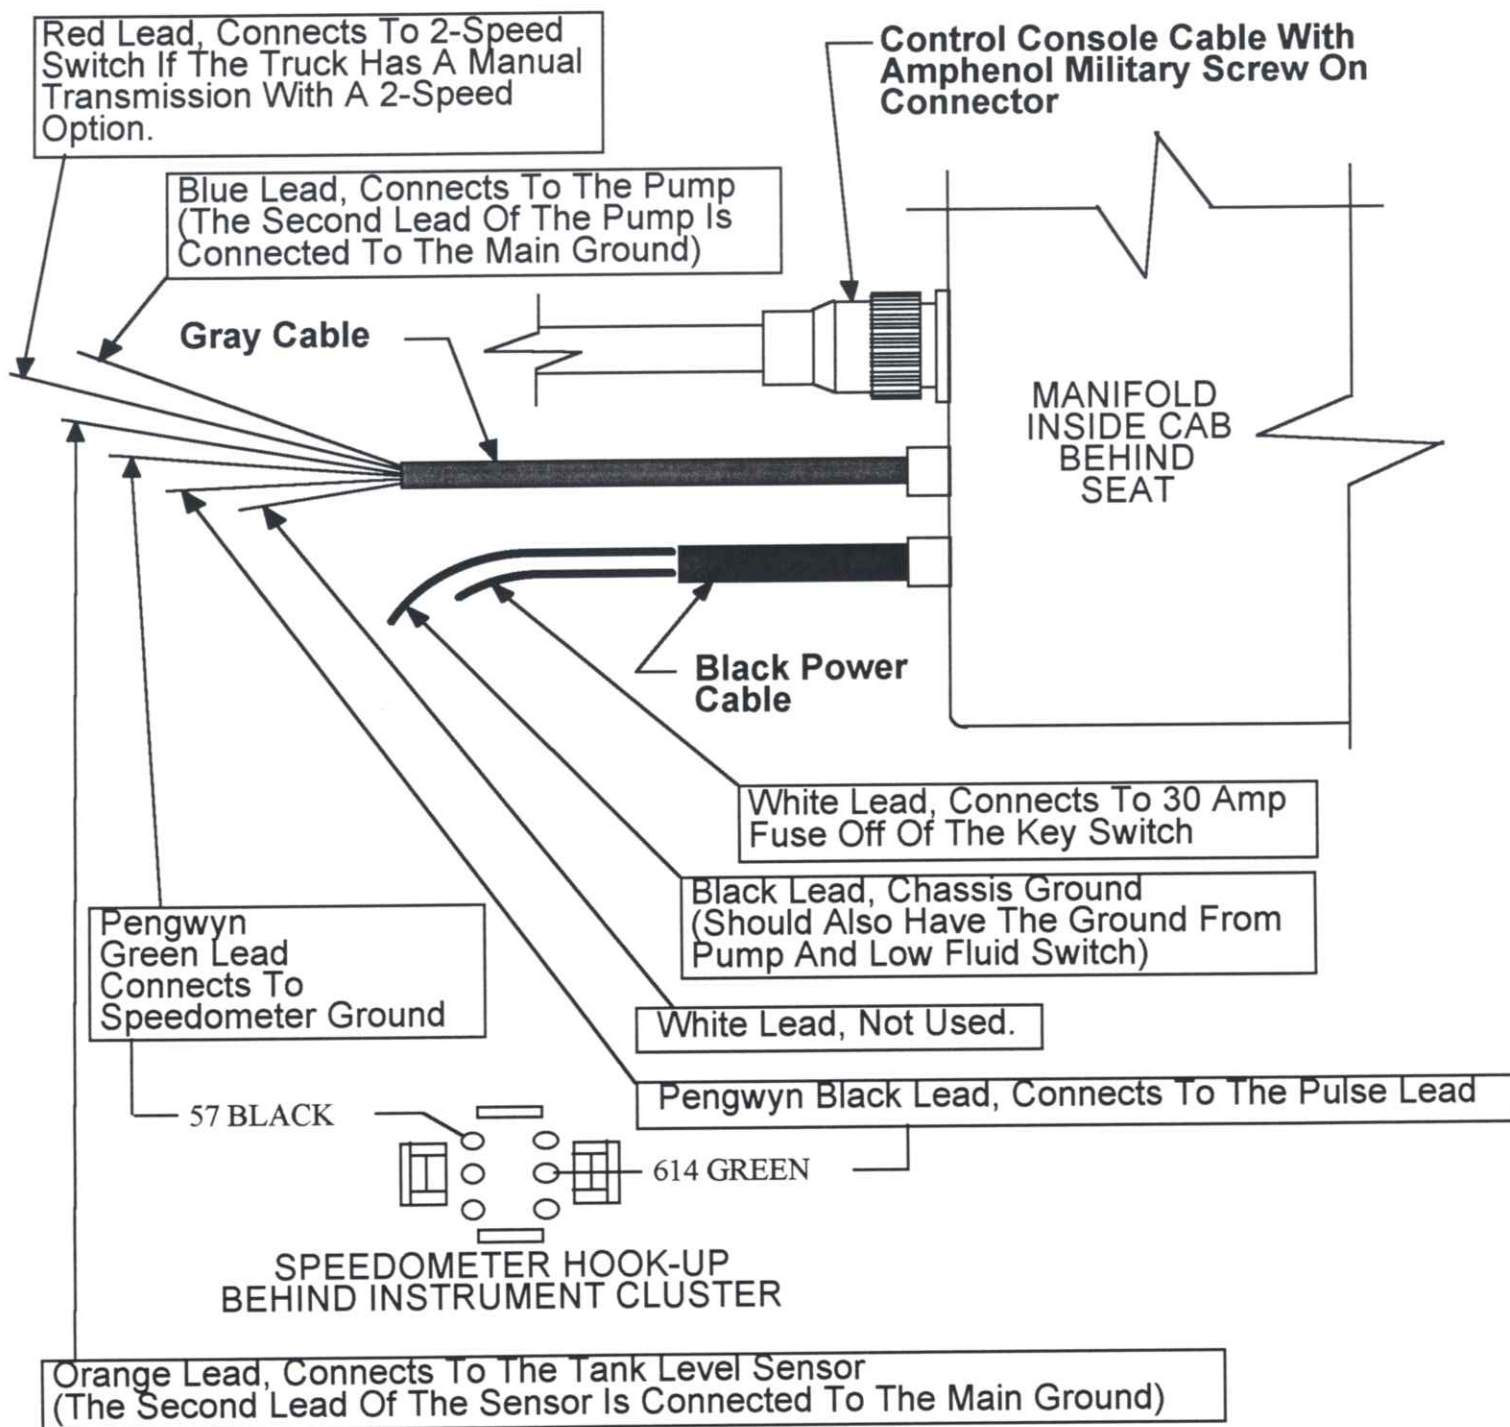 Red Lead, Connects To 2-Speed
Switch If The Truck Has A Manual
Transmission With A 2-Speed
Option.
Control Console Cable With
Amphenol Military Screw On
Connector
Blue Lead, Connects To The Pump
(The Second Lead Of The Pump Is
Connected To The Main Ground)
Gray Cable
MANIFOLD
INSIDE CAB
BEHIND
SEAT
Black Power
Cable
White Lead, Connects To 30 Amp
Fuse Off Of The Key Switch
Black Lead, Chassis Ground
(Should Also Have The Ground From
Pump And Low Fluid Switch)
Pengwyn
Green Lead
Connects To
Speedometer Ground
White Lead, Not Used.
Pengwyn Black Lead, Connects To The Pulse Lead
57 BLACK
614 GREEN
SPEEDOMETER HOOK-UP
BEHIND INSTRUMENT CLUSTER
Orange Lead, Connects To The Tank Level Sensor
(The Second Lead Of The Sensor Is Connected To The Main Ground)